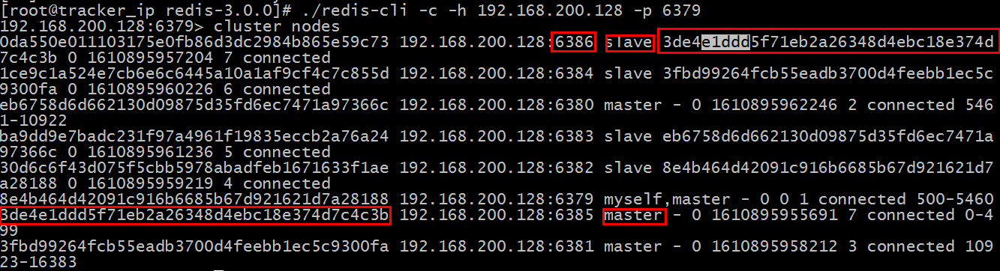 [root@tracker_ip redis-3.0.0]# ./redis-cli -c -h 192.168.200.128 -p 6379
192.168.200.128:6379> cluster nodes
0da550e011103175e0fb86d3dc2984b865e59c73 192.168.200.128:6386 slave 3de4e1ddd5f71eb2a26348d4ebc18e374d
7c4c3b 0 1610895957204 7 connected
1ce9c1a524e7cb6e6c6445a10a1af9cf4c7c855d 192.168.200.128:6384 slave 3fbd99264fcb55eadb3700d4feebb1ec5c
9300fa 0 1610895960226 6 connected
eb6758d6d662130d09875d35fd6ec7471a97366c 192.168.200.128:6380 master - 0 1610895962246 2 connected 546
1-10922
ba9dd9e7badc231f97a4961f19835eccb2a76a24 192.168.200.128:6383 slave eb6758d6d662130d09875d35fd6ec7471a
97366c 0 1610895961236 5 connected
30d6c6f43d075f5cbb5978abadfeb1671633f1ae 192.168.200.128:6382 slave 8e4b464d42091c916b6685b67d921621d7
a28188 0 1610895959219 4 connected
8e4b464d42091c916b6685b67d921621d7a28188 192.168.200.128:6379 myself,master - 0 0 1 connected 500-5460
3de4e1ddd5f71eb2a26348d4ebc18e374d7c4c3b 192.168.200.128:6385 master - 0 1610895955691 7 connected 0-4
99
3fbd99264fcb55eadb3700d4feebb1ec5c9300fa 192.168.200.128:6381 master - 0 1610895958212 3 connected 109
23-16383